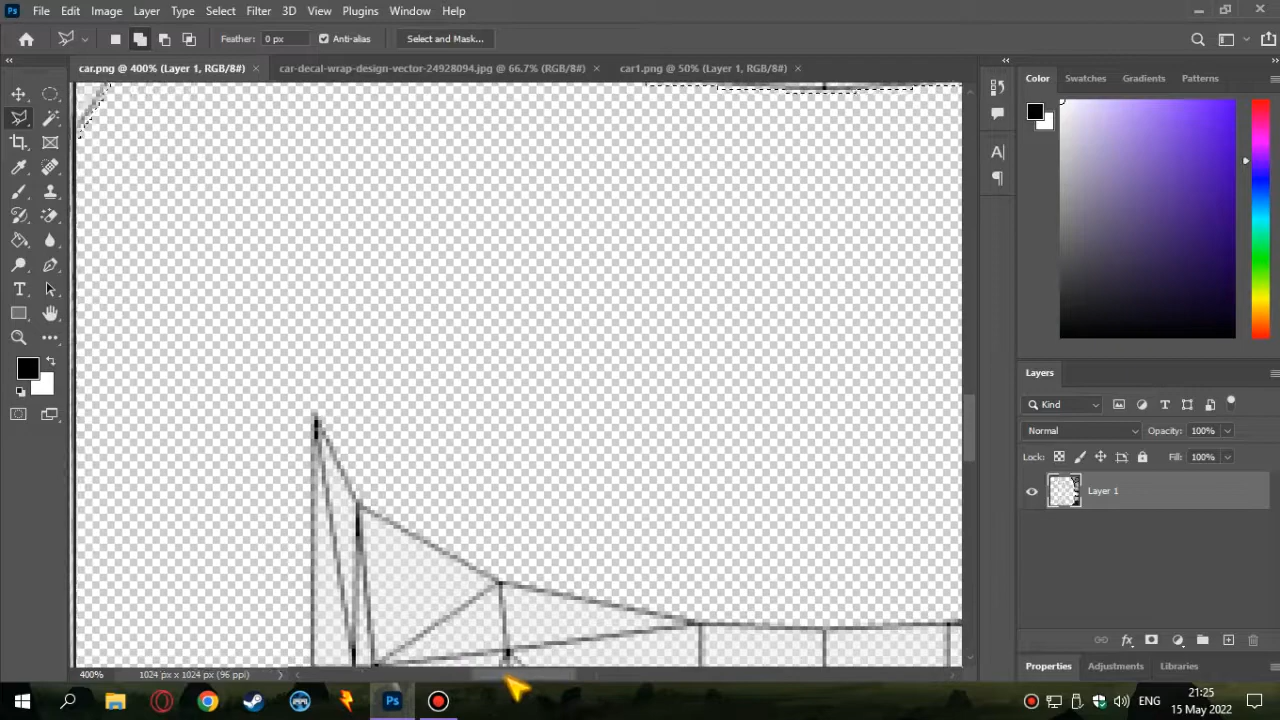 Ps File Edit Image Layer Type Select Filter 3D View Plugins Window Help
Feather: 0 px Anti-alias Select and Mask...
car.png @ 400% (Layer 1, RGB/8#) × car-decal-wrap-design-vector-24928094.jpg @ 66.7% (RGB/8#) × car1.png @ 50% (Layer 1, RGB/8#) ×
Color Swatches Gradients Patterns
Layers
Kind
Normal Opacity: 100%
Lock: Fill: 100%
Layer 1
Properties Adjustments Libraries
400% 1024 px x 1024 px (96 ppi)
Ps ENG 21:25
15 May 2022